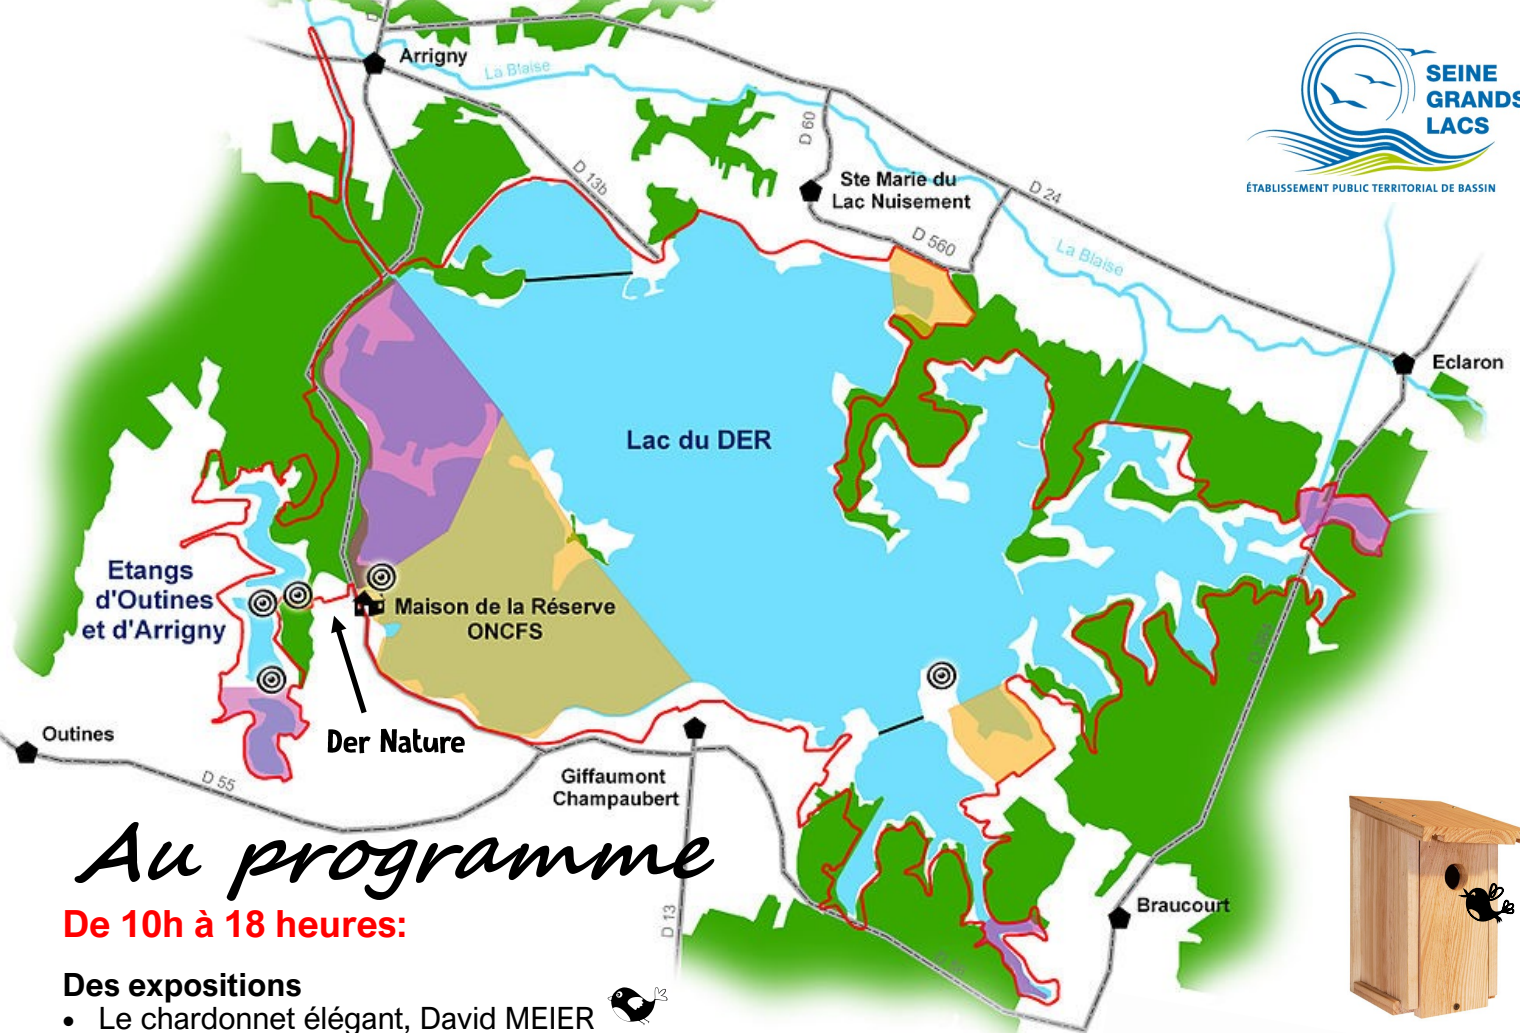 Arrigny
La Blaise
D 60
D 13b
Ste Marie du
Lac Nuisement
D 24
D 560
La Blaise
SEINE
GRANDS
LACS
ÉTABLISSEMENT PUBLIC TERRITORIAL DE BASSIN
Eclaron
Lac du DER
Etangs
d'Outines
et d'Arrigny
Maison de la Réserve
ONCFS
Der Nature
Outines
D 55
Giffaumont
Champaubert
D 13
Braucourt
Au programme
De 10h à 18 heures:
Des expositions
• Le chardonnet élégant, David MEIER